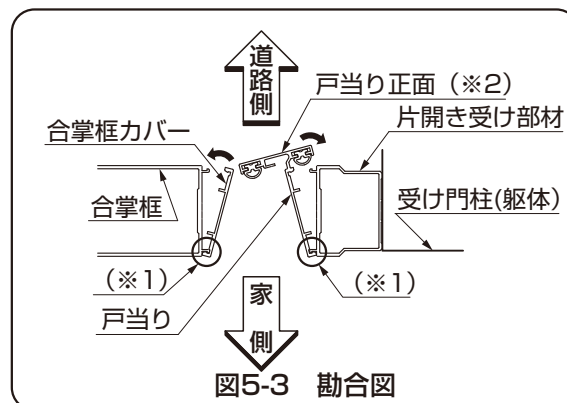 道路側
戸当り正面（※2）
合掌框カバー
片開き受け部材
合掌框
受け門柱(躯体）
（※1）
（※1）
戸当り
家側
図5-3　勘合図